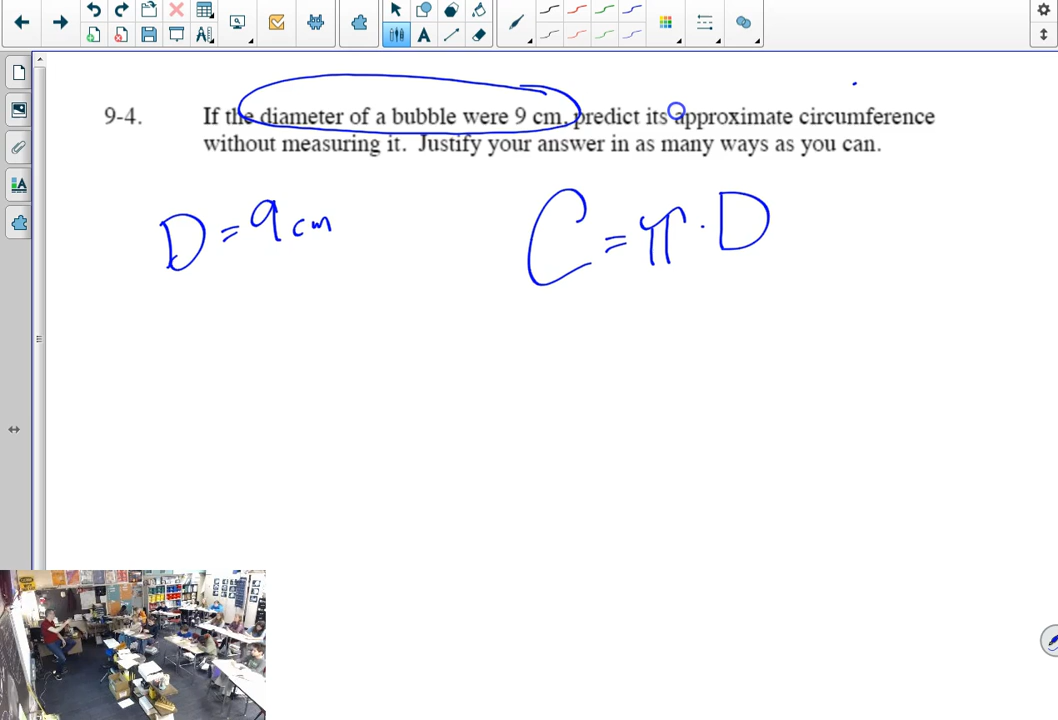 9-4. If the diameter of a bubble were 9 cm, predict its approximate circumference
without measuring it. Justify your answer in as many ways as you can.
D = 9 cm
C = π · D